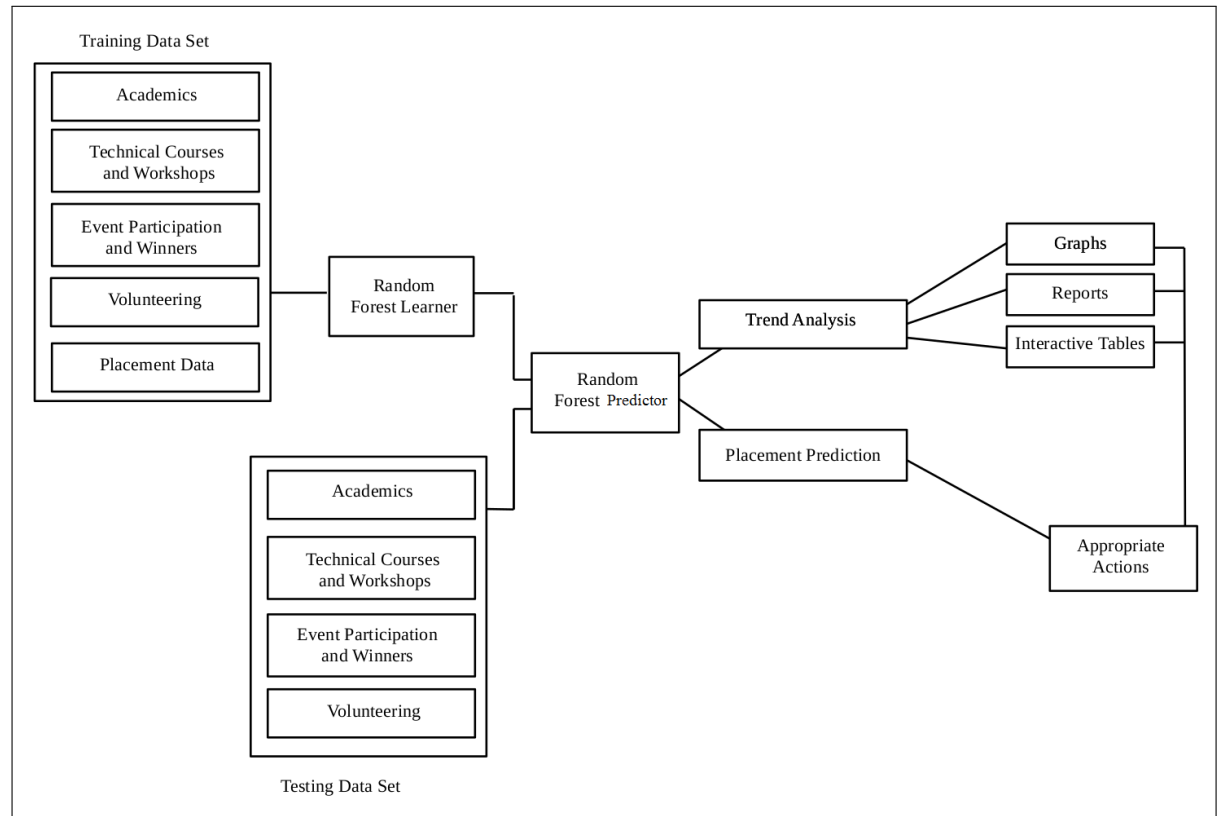 Training Data Set
Academics
Technical Courses
and Workshops
Event Participation
and Winners
Volunteering
Placement Data
Random
Forest Learner
Random
Forest Predictor
Academics
Technical Courses
and Workshops
Event Participation
and Winners
Volunteering
Testing Data Set
Trend Analysis
Placement Prediction
Graphs
Reports
Interactive Tables
Appropriate
Actions